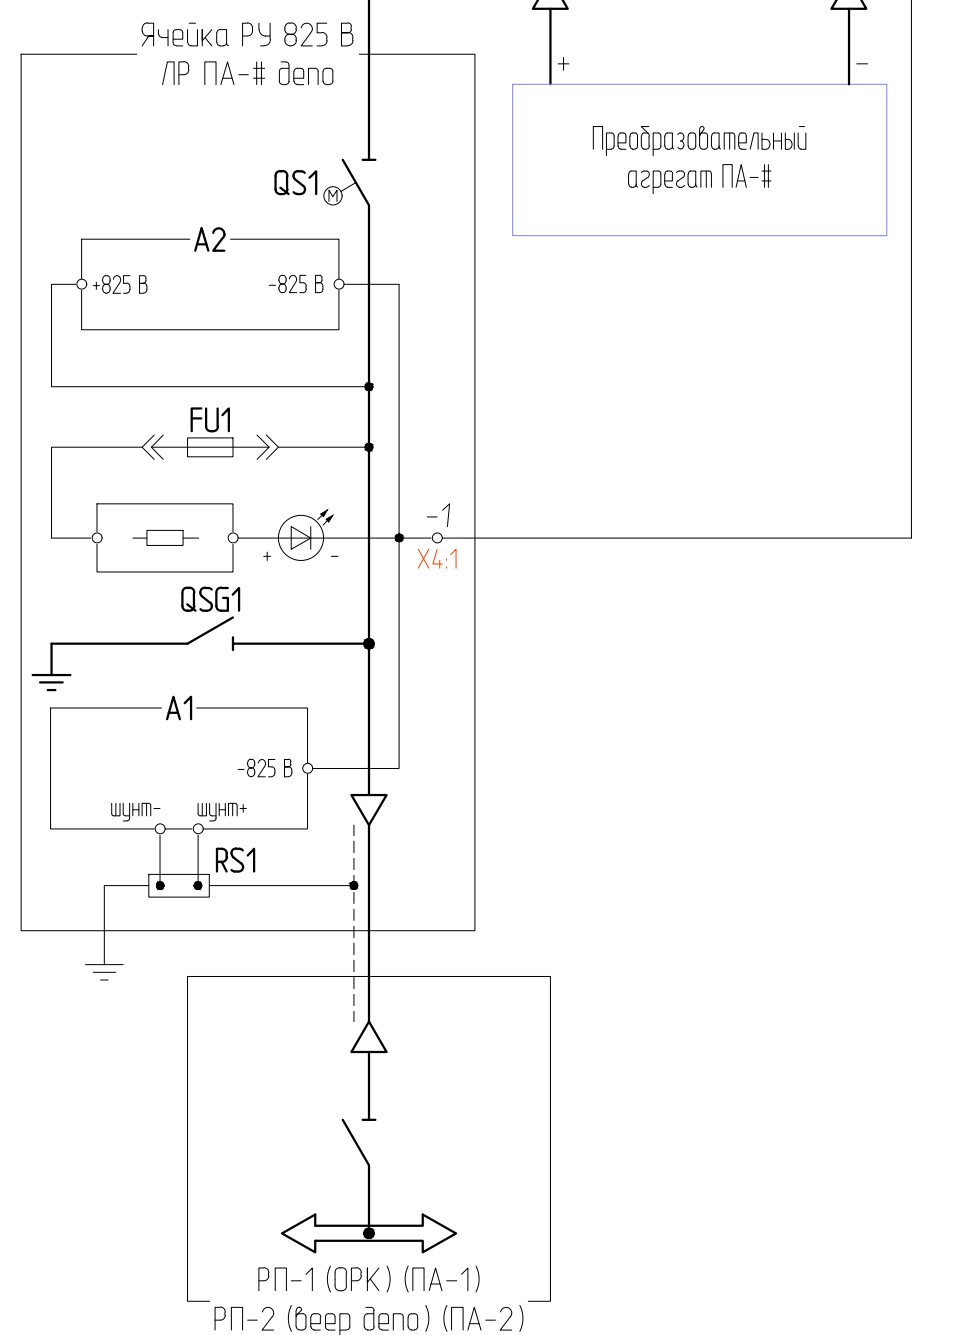 Ячейка РУ 825 В
ЛР ПА-# депо
+
−
Преобразовательный
агрегат ПА-#
QS1
M
A2
+825 В
-825 В
FU1
-1
X4:1
+
-
QSG1
A1
-825 В
шунт-
шунт+
RS1
РП-1 (ОРК) (ПА-1)
РП-2 (веер депо) (ПА-2)